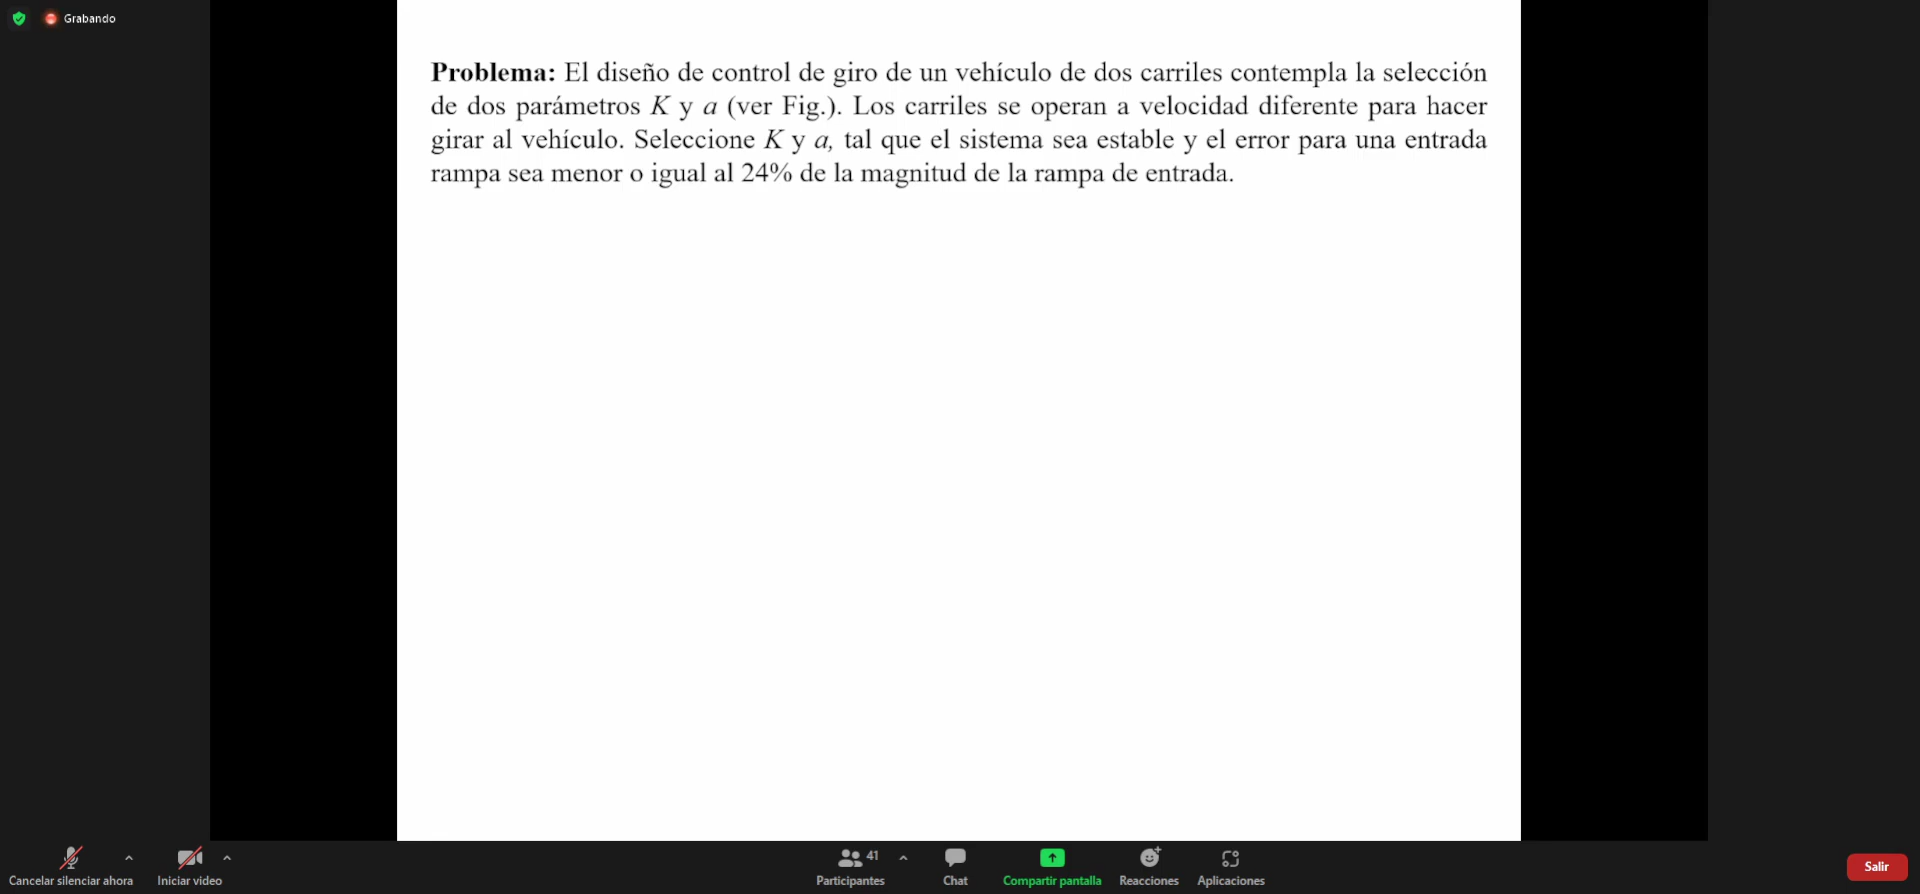 Grabando
Problema: El diseño de control de giro de un vehículo de dos carriles contempla la selección
de dos parámetros K y a (ver Fig.). Los carriles se operan a velocidad diferente para hacer
girar al vehículo. Seleccione K y a, tal que el sistema sea estable y el error para una entrada
rampa sea menor o igual al 24% de la magnitud de la rampa de entrada.
41
Cancelar silenciar ahora
Iniciar video
Participantes
Chat
Compartir pantalla
Reacciones
Aplicaciones
Salir